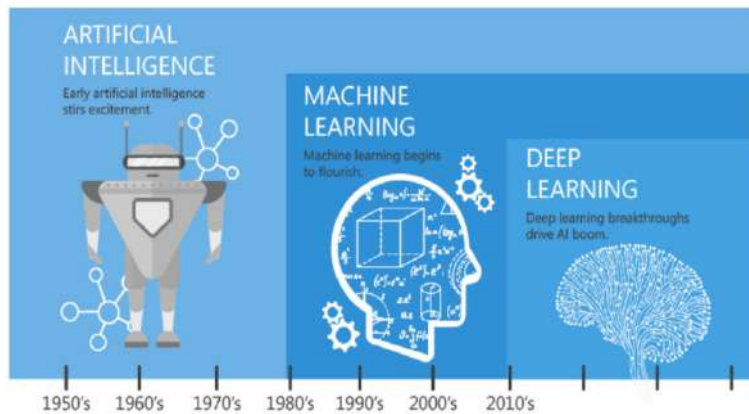 ARTIFICIAL
INTELLIGENCE
Early artificial intelligence
stirs excitement.
MACHINE
LEARNING
Machine learning begins
to flourish.
DEEP
LEARNING
Deep learning breakthroughs
drive AI boom.
1950's 1960's 1970's 1980's 1990's 2000's 2010's